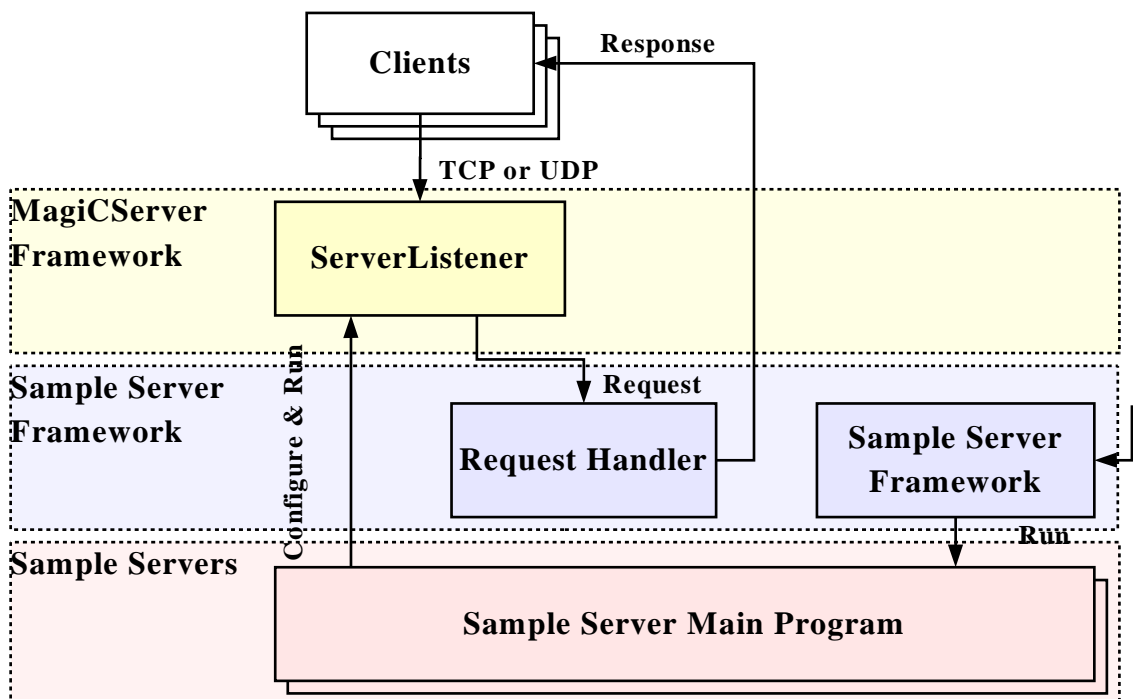 Clients
Response
TCP or UDP
MagiCServer
Framework
ServerListener
Configure & Run
Sample Server
Framework
Request
Request Handler
Sample Server
Framework
Run
Sample Servers
Sample Server Main Program